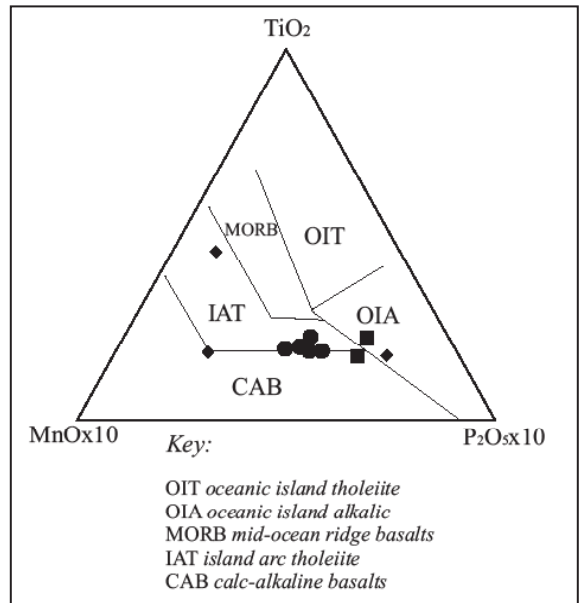 TiO₂
MORB
OIT
IAT
OIA
CAB
MnOx10
P₂O₅x10
Key:
OIT oceanic island tholeiite
OIA oceanic island alkalic
MORB mid-ocean ridge basalts
IAT island arc tholeiite
CAB calc-alkaline basalts